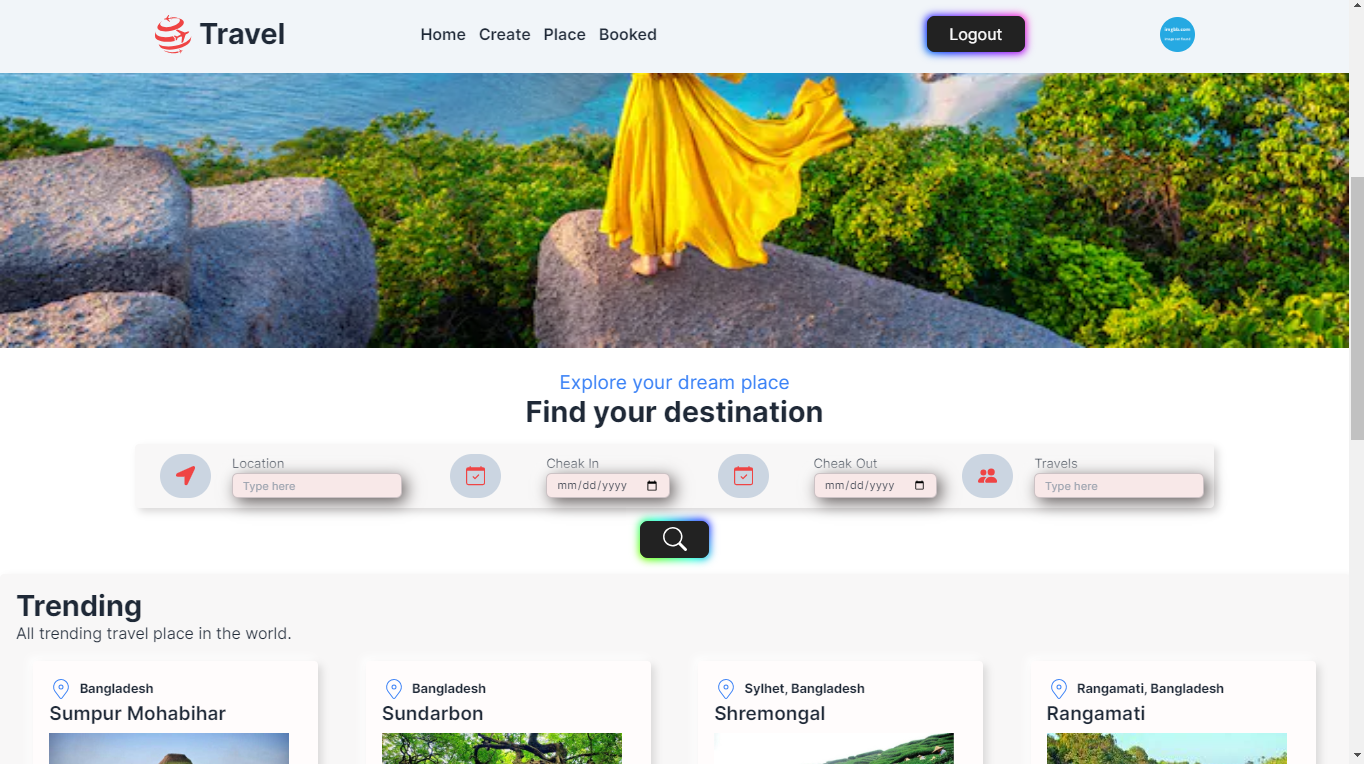 Travel
Home Create Place Booked
Logout
Explore your dream place
Find your destination
Location
Type here
Cheak In
mm/dd/yyyy
Cheak Out
mm/dd/yyyy
Travels
Type here
Trending
All trending travel place in the world.
Bangladesh
Sumpur Mohabihar
Bangladesh
Sundarbon
Sylhet, Bangladesh
Shremongal
Rangamati, Bangladesh
Rangamati